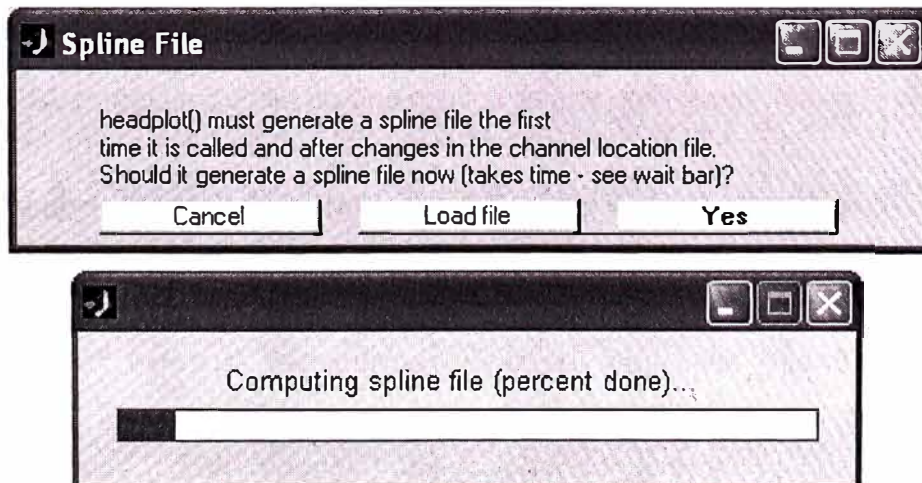 Spline File
headplot() must generate a spline file the first
time it is called and after changes in the channel location file.
Should it generate a spline file now (takes time - see wait bar)?
Cancel
Load file
Yes
Computing spline file (percent done)...